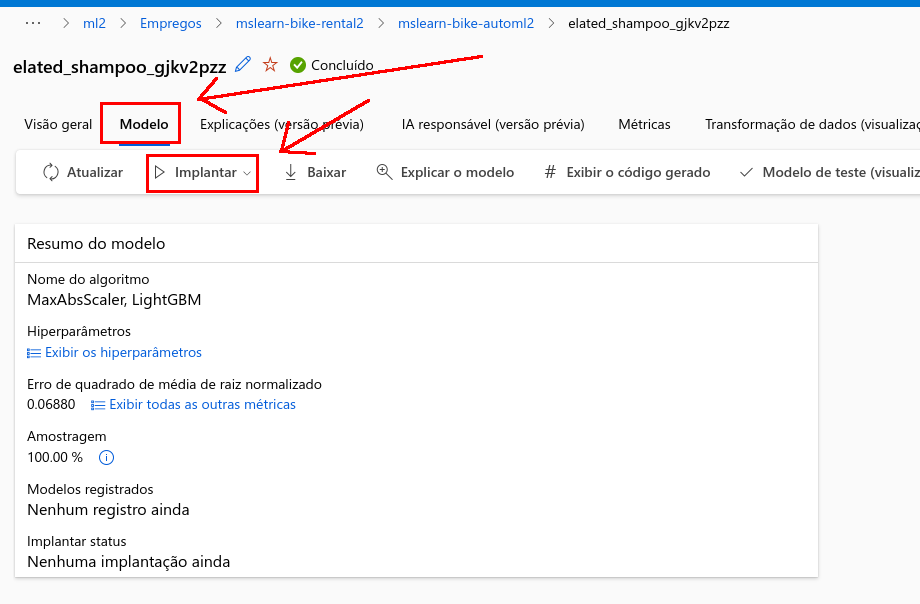 ··· > ml2 > Empregos > mslearn-bike-rental2 > mslearn-bike-automl2 > elated_shampoo_gjkv2pzz
elated_shampoo_gjkv2pzz Concluído
Visão geral Modelo Explicações (versão prévia) IA responsável (versão prévia) Métricas Transformação de dados (visualizaç
Atualizar Implantar Baixar Explicar o modelo # Exibir o código gerado Modelo de teste (visualiz
Resumo do modelo
Nome do algoritmo
MaxAbsScaler, LightGBM
Hiperparâmetros
Exibir os hiperparâmetros
Erro de quadrado de média de raiz normalizado
0.06880 Exibir todas as outras métricas
Amostragem
100.00 %
Modelos registrados
Nenhum registro ainda
Implantar status
Nenhuma implantação ainda